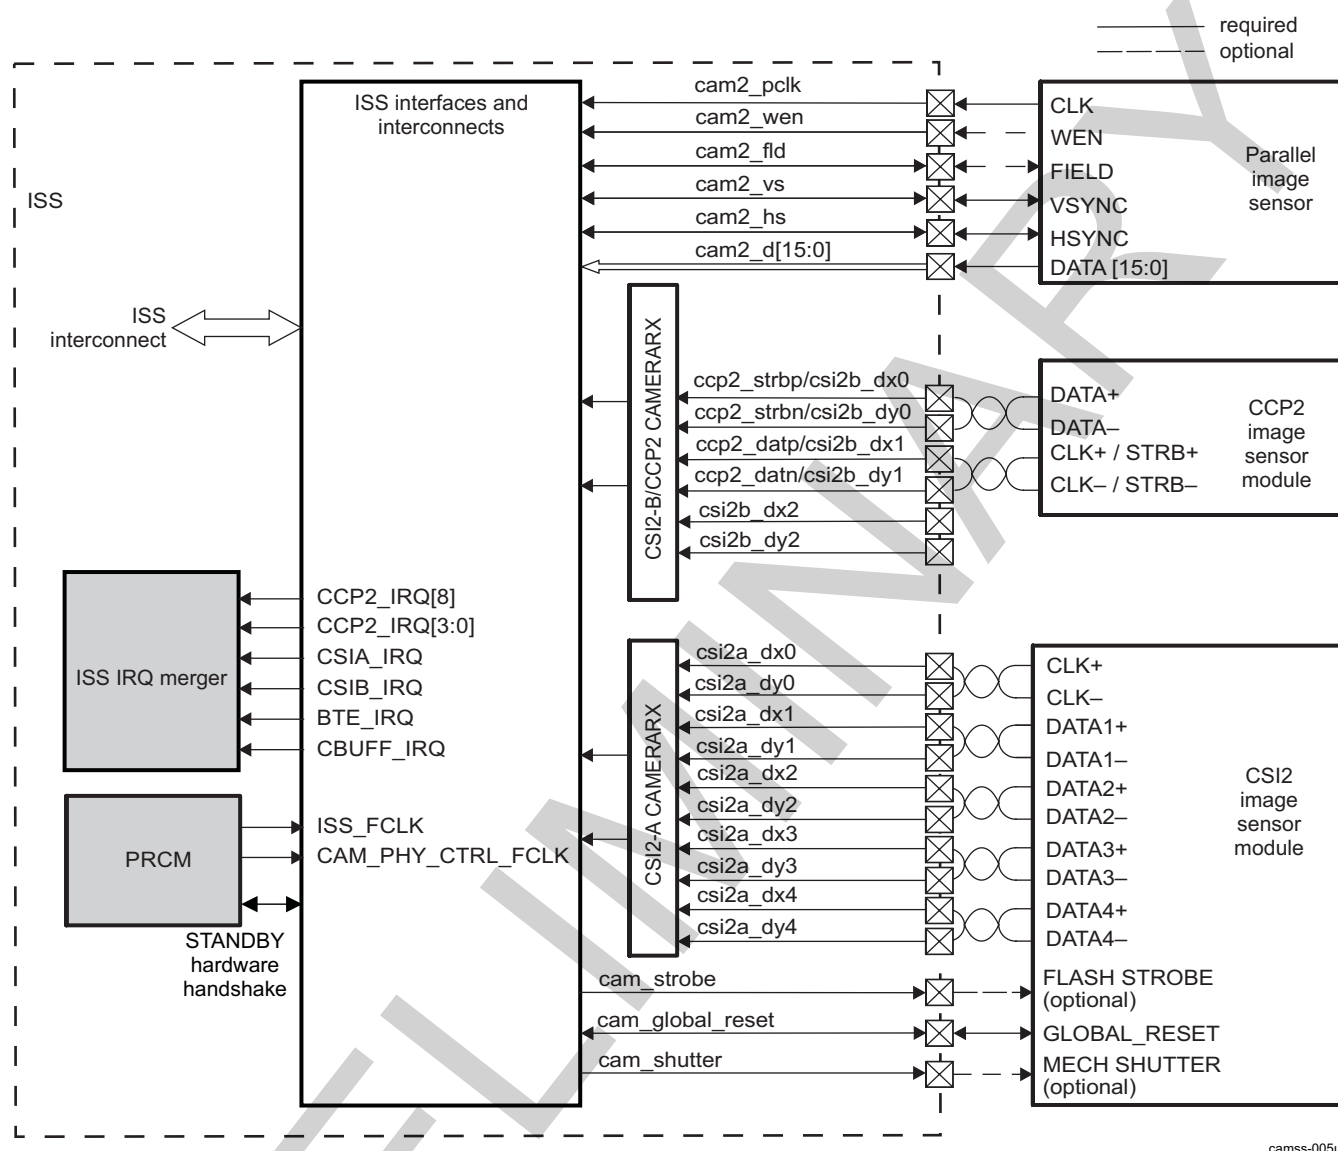 required
optional
ISS
ISS interfaces and
interconnects
ISS
interconnect
cam2_pclk
cam2_wen
cam2_fld
cam2_vs
cam2_hs
cam2_d[15:0]
CLK
WEN
FIELD
VSYNC
HSYNC
DATA [15:0]
Parallel
image
sensor
CSI2-B/CCP2 CAMERARX
ccp2_strbp/csi2b_dx0
ccp2_strbn/csi2b_dy0
ccp2_datp/csi2b_dx1
ccp2_datn/csi2b_dy1
csi2b_dx2
csi2b_dy2
DATA+
DATA–
CLK+ / STRB+
CLK– / STRB–
CCP2
image
sensor
module
ISS IRQ merger
CCP2_IRQ[8]
CCP2_IRQ[3:0]
CSIA_IRQ
CSIB_IRQ
BTE_IRQ
CBUFF_IRQ
PRCM
ISS_FCLK
CAM_PHY_CTRL_FCLK
STANDBY
hardware
handshake
CSI2-A CAMERARX
csi2a_dx0
csi2a_dy0
csi2a_dx1
csi2a_dy1
csi2a_dx2
csi2a_dy2
csi2a_dx3
csi2a_dy3
csi2a_dx4
csi2a_dy4
cam_strobe
cam_global_reset
cam_shutter
CLK+
CLK–
DATA1+
DATA1–
DATA2+
DATA2–
DATA3+
DATA3–
DATA4+
DATA4–
FLASH STROBE
(optional)
GLOBAL_RESET
MECH SHUTTER
(optional)
CSI2
image
sensor
module